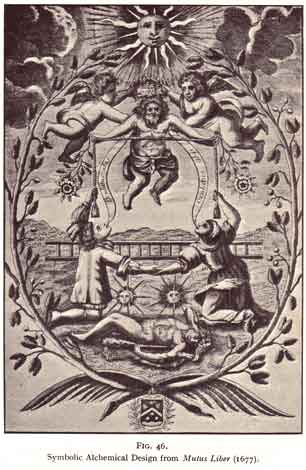 FIG. 46.
Symbolic Alchemical Design from Mutus Liber (1677).